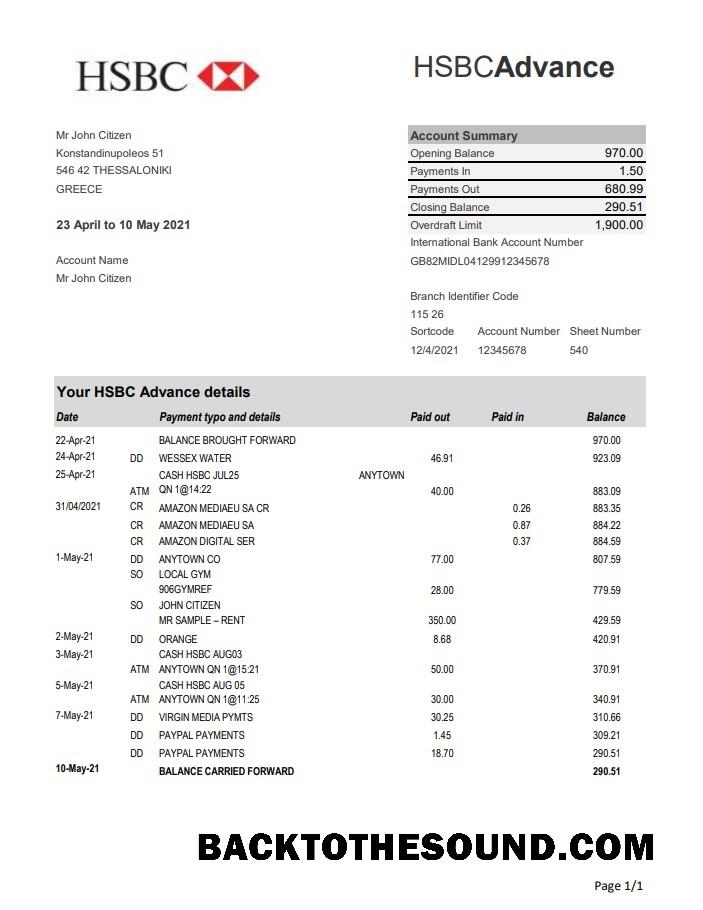 HSBC
HSBCAdvance
Mr John Citizen
Konstandinupoleos 51
546 42 THESSALONIKI
GREECE
23 April to 10 May 2021
Account Name
Mr John Citizen
Account Summary
Opening Balance 970.00
Payments In 1.50
Payments Out 680.99
Closing Balance 290.51
Overdraft Limit 1,900.00
International Bank Account Number
GB82MIDL04129912345678
Branch Identifier Code
115 26
Sortcode Account Number Sheet Number
12/4/2021 12345678 540
Your HSBC Advance details
Date Payment typo and details Paid out Paid in Balance
22-Apr-21 BALANCE BROUGHT FORWARD 970.00
24-Apr-21 DD WESSEX WATER 46.91 923.09
25-Apr-21 CASH HSBC JUL25 ANYTOWN
ATM QN 1@14:22 40.00 883.09
31/04/2021 CR AMAZON MEDIAEU SA CR 0.26 883.35
CR AMAZON MEDIAEU SA 0.87 884.22
CR AMAZON DIGITAL SER 0.37 884.59
1-May-21 DD ANYTOWN CO 77.00 807.59
SO LOCAL GYM
906GYMREF 28.00 779.59
SO JOHN CITIZEN
MR SAMPLE – RENT 350.00 429.59
2-May-21 DD ORANGE 8.68 420.91
3-May-21 CASH HSBC AUG03
ATM ANYTOWN QN 1@15:21 50.00 370.91
5-May-21 CASH HSBC AUG 05
ATM ANYTOWN QN 1@11:25 30.00 340.91
7-May-21 DD VIRGIN MEDIA PYMTS 30.25 310.66
DD PAYPAL PAYMENTS 1.45 309.21
DD PAYPAL PAYMENTS 18.70 290.51
10-May-21 BALANCE CARRIED FORWARD 290.51
BACKTOTHESOUND.COM
Page 1/1